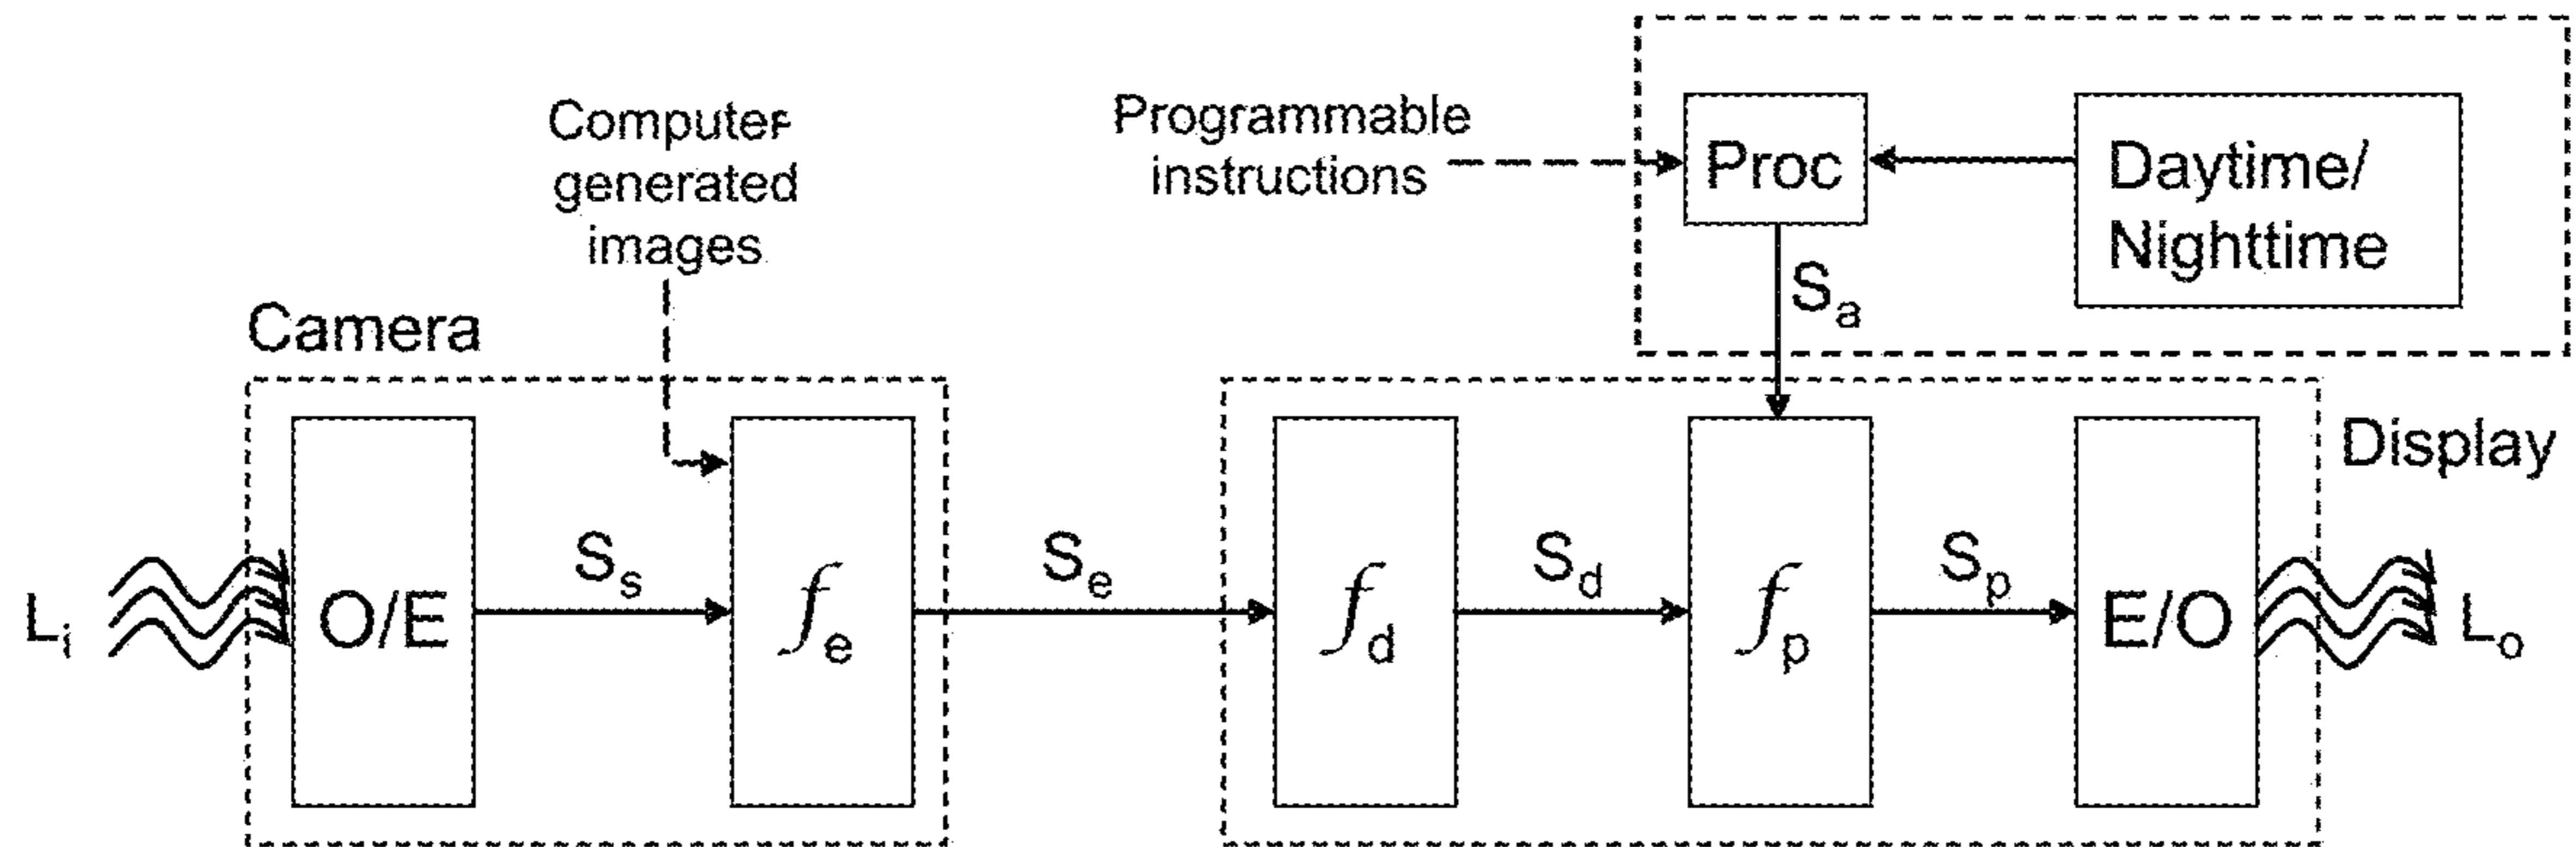 Computer
generated
images
Programmable
instructions
Proc
Daytime/
Nighttime
Sa
Camera
Display
Li
O/E
Ss
fe
Se
fd
Sd
fp
Sp
E/O
Lo